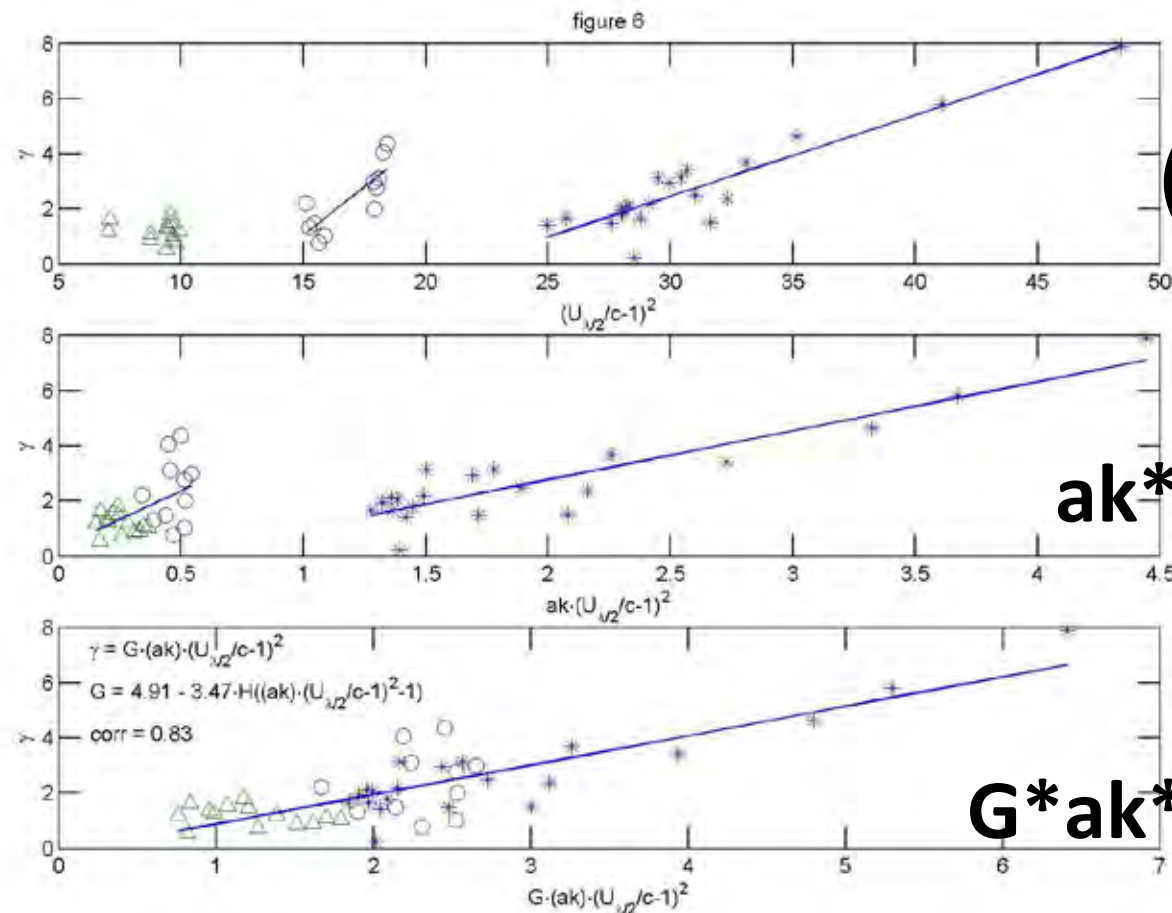 figure 6
8
6
4
2
0
γ
(
5 10 15 20 25 30 35 40 45 50
(U_λ/2/c-1)²
8
6
4
2
0
γ
ak*
0 0.5 1 1.5 2 2.5 3 3.5 4 4.5
ak·(U_λ/2/c-1)²
8
6
4
2
0
γ
γ = G·(ak)·(U_λ/2/c-1)²
G = 4.91 - 3.47·H((ak)·(U_λ/2/c-1)²-1)
corr = 0.83
G*ak*
0 1 2 3 4 5 6 7
G·(ak)·(U_λ/2/c-1)²